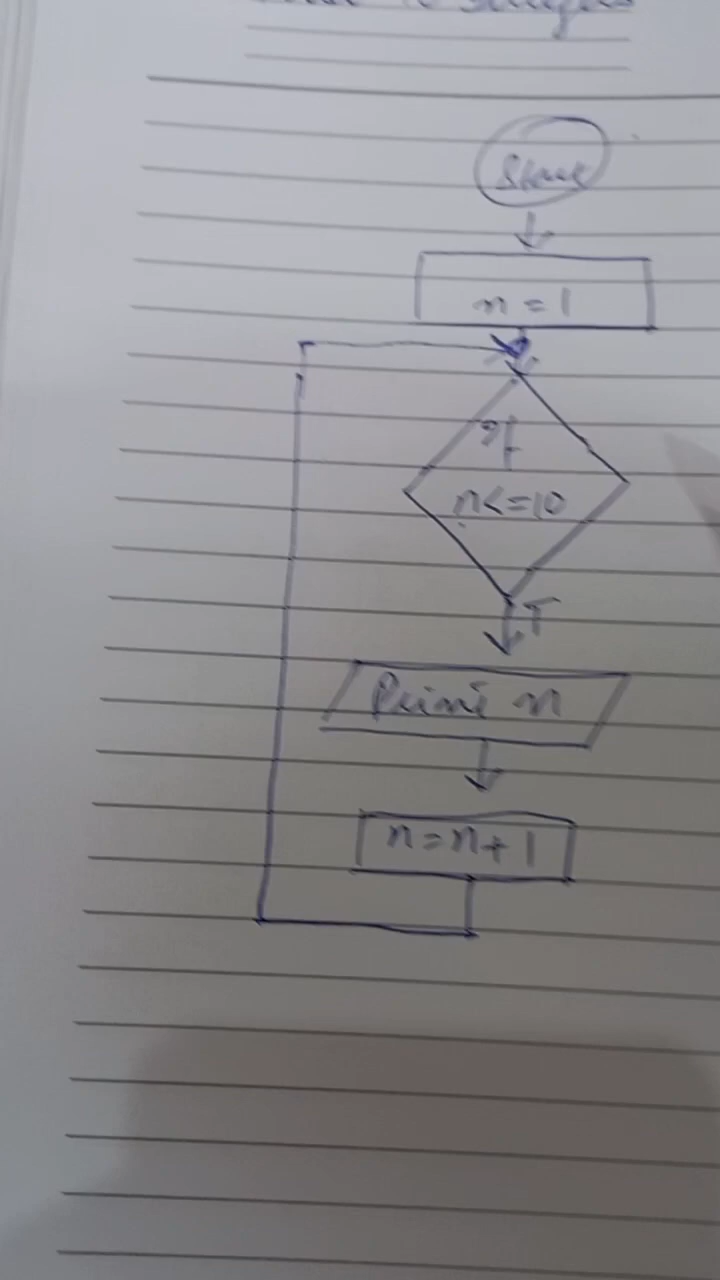 Start
n = 1
If
n<=10
T
Print n
n=n+1